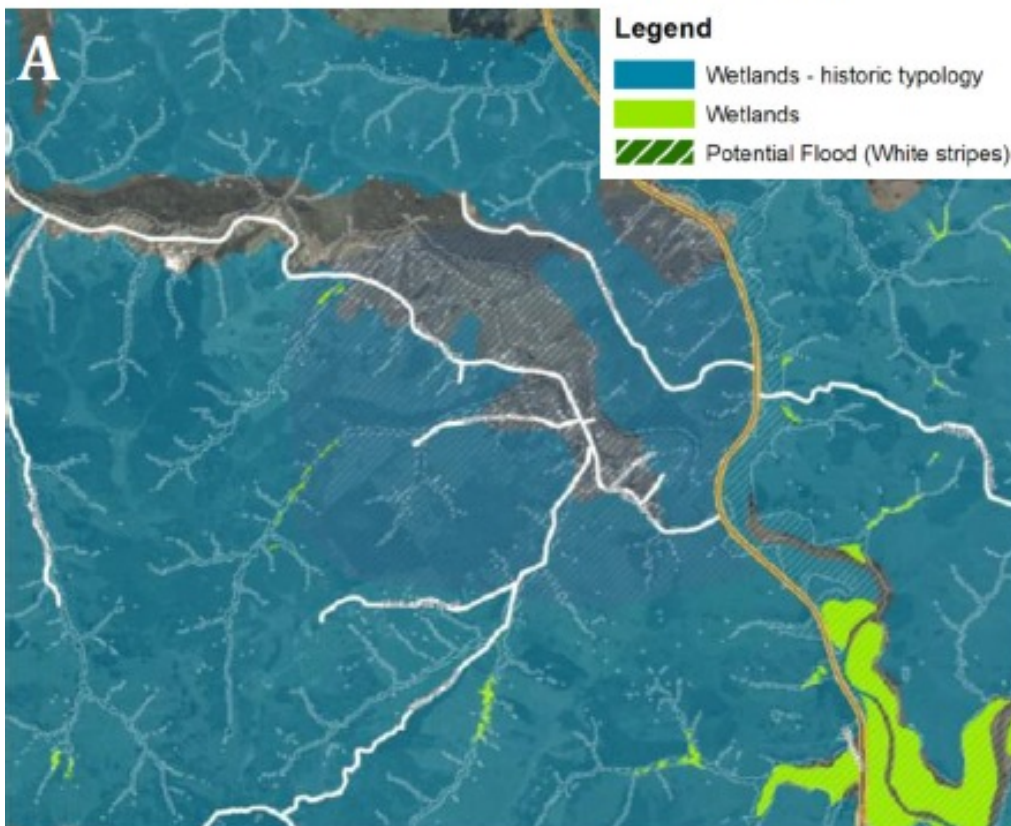 A
Legend
Wetlands - historic typology
Wetlands
Potential Flood (White stripes)